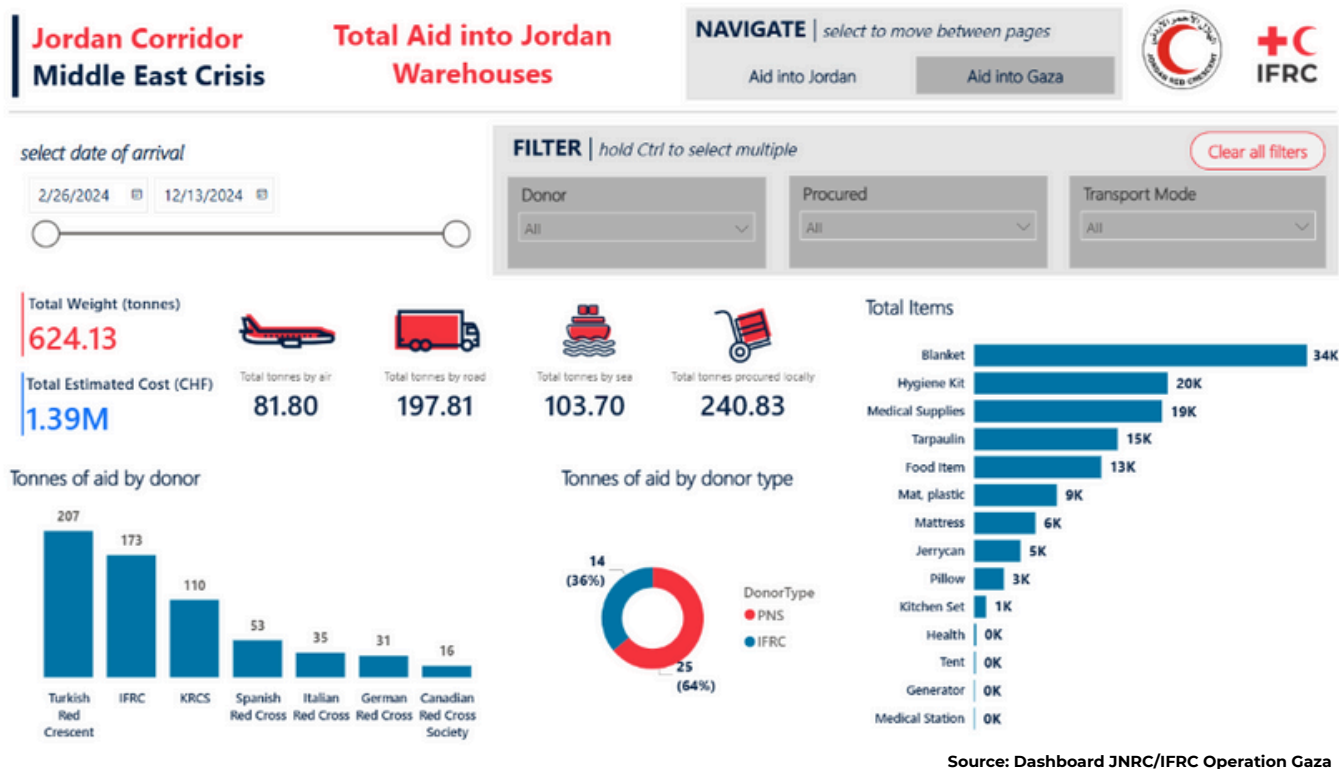 Jordan Corridor
Middle East Crisis
Total Aid into Jordan
Warehouses
NAVIGATE | select to move between pages
Aid into Jordan
Aid into Gaza
JORDAN RED CRESCENT
IFRC
select date of arrival
2/26/2024
12/13/2024
FILTER | hold Ctrl to select multiple
Clear all filters
Donor
All
Procured
All
Transport Mode
All
Total Weight (tonnes)
624.13
Total Estimated Cost (CHF)
1.39M
Total tonnes by air
81.80
Total tonnes by road
197.81
Total tonnes by sea
103.70
Total tonnes procured locally
240.83
Tonnes of aid by donor
207
173
110
53
35
31
16
Turkish
Red
Crescent
IFRC
KRCS
Spanish
Red Cross
Italian
Red Cross
German
Red Cross
Canadian
Red Cross
Society
Tonnes of aid by donor type
14
(36%)
25
(64%)
DonorType
PNS
IFRC
Total Items
Blanket 34K
Hygiene Kit 20K
Medical Supplies 19K
Tarpaulin 15K
Food Item 13K
Mat, plastic 9K
Mattress 6K
Jerrycan 5K
Pillow 3K
Kitchen Set 1K
Health 0K
Tent 0K
Generator 0K
Medical Station 0K
Source: Dashboard JNRC/IFRC Operation Gaza